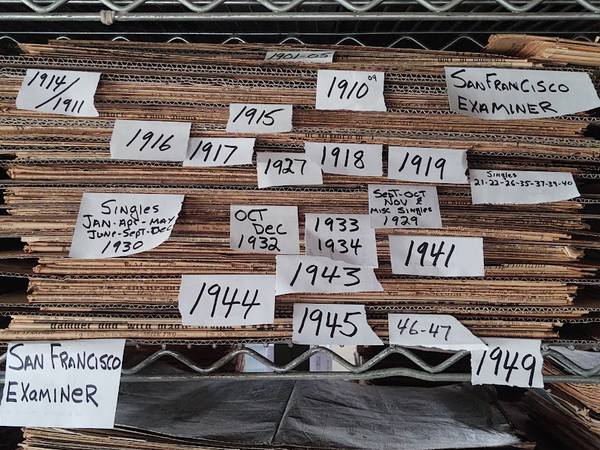 1901-05
1914/
1911
1910 09
SAN FRANCISCO
EXAMINER
1915
1916
1917
1927
1918
1919
Singles
21-22-26-35-37-39-40
Singles
JAN-APR-MAY
June-Sept-Dec
1930
OCT
Dec
1932
1933
1934
Sept-Oct
Nov &
Misc Singles
1929
1941
1943
1944
1945
46-47
1949
SAN FRANCISCO
EXAMINER